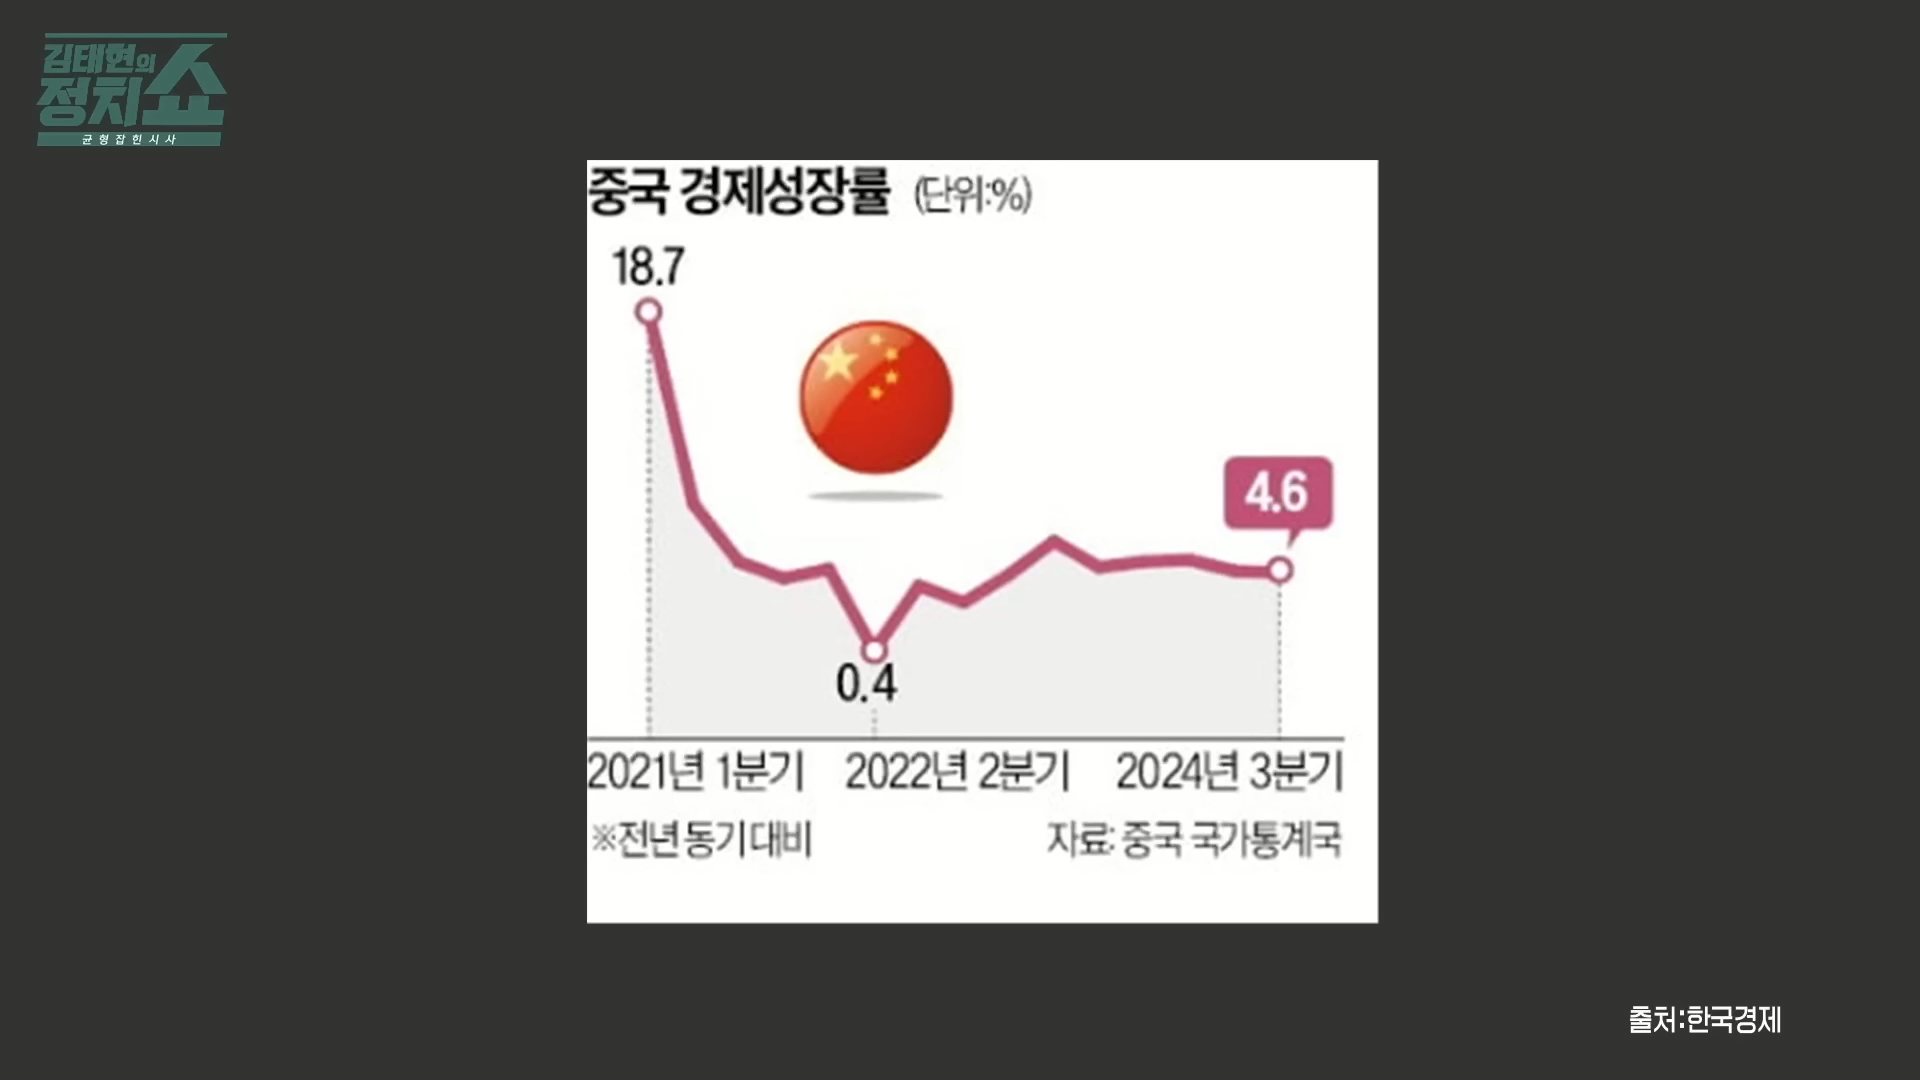 김태현의
정치쇼
균형잡힌시사
중국 경제성장률 (단위:%)
18.7
4.6
0.4
2021년 1분기 2022년 2분기 2024년 3분기
※전년 동기 대비 자료: 중국 국가통계국
출처:한국경제